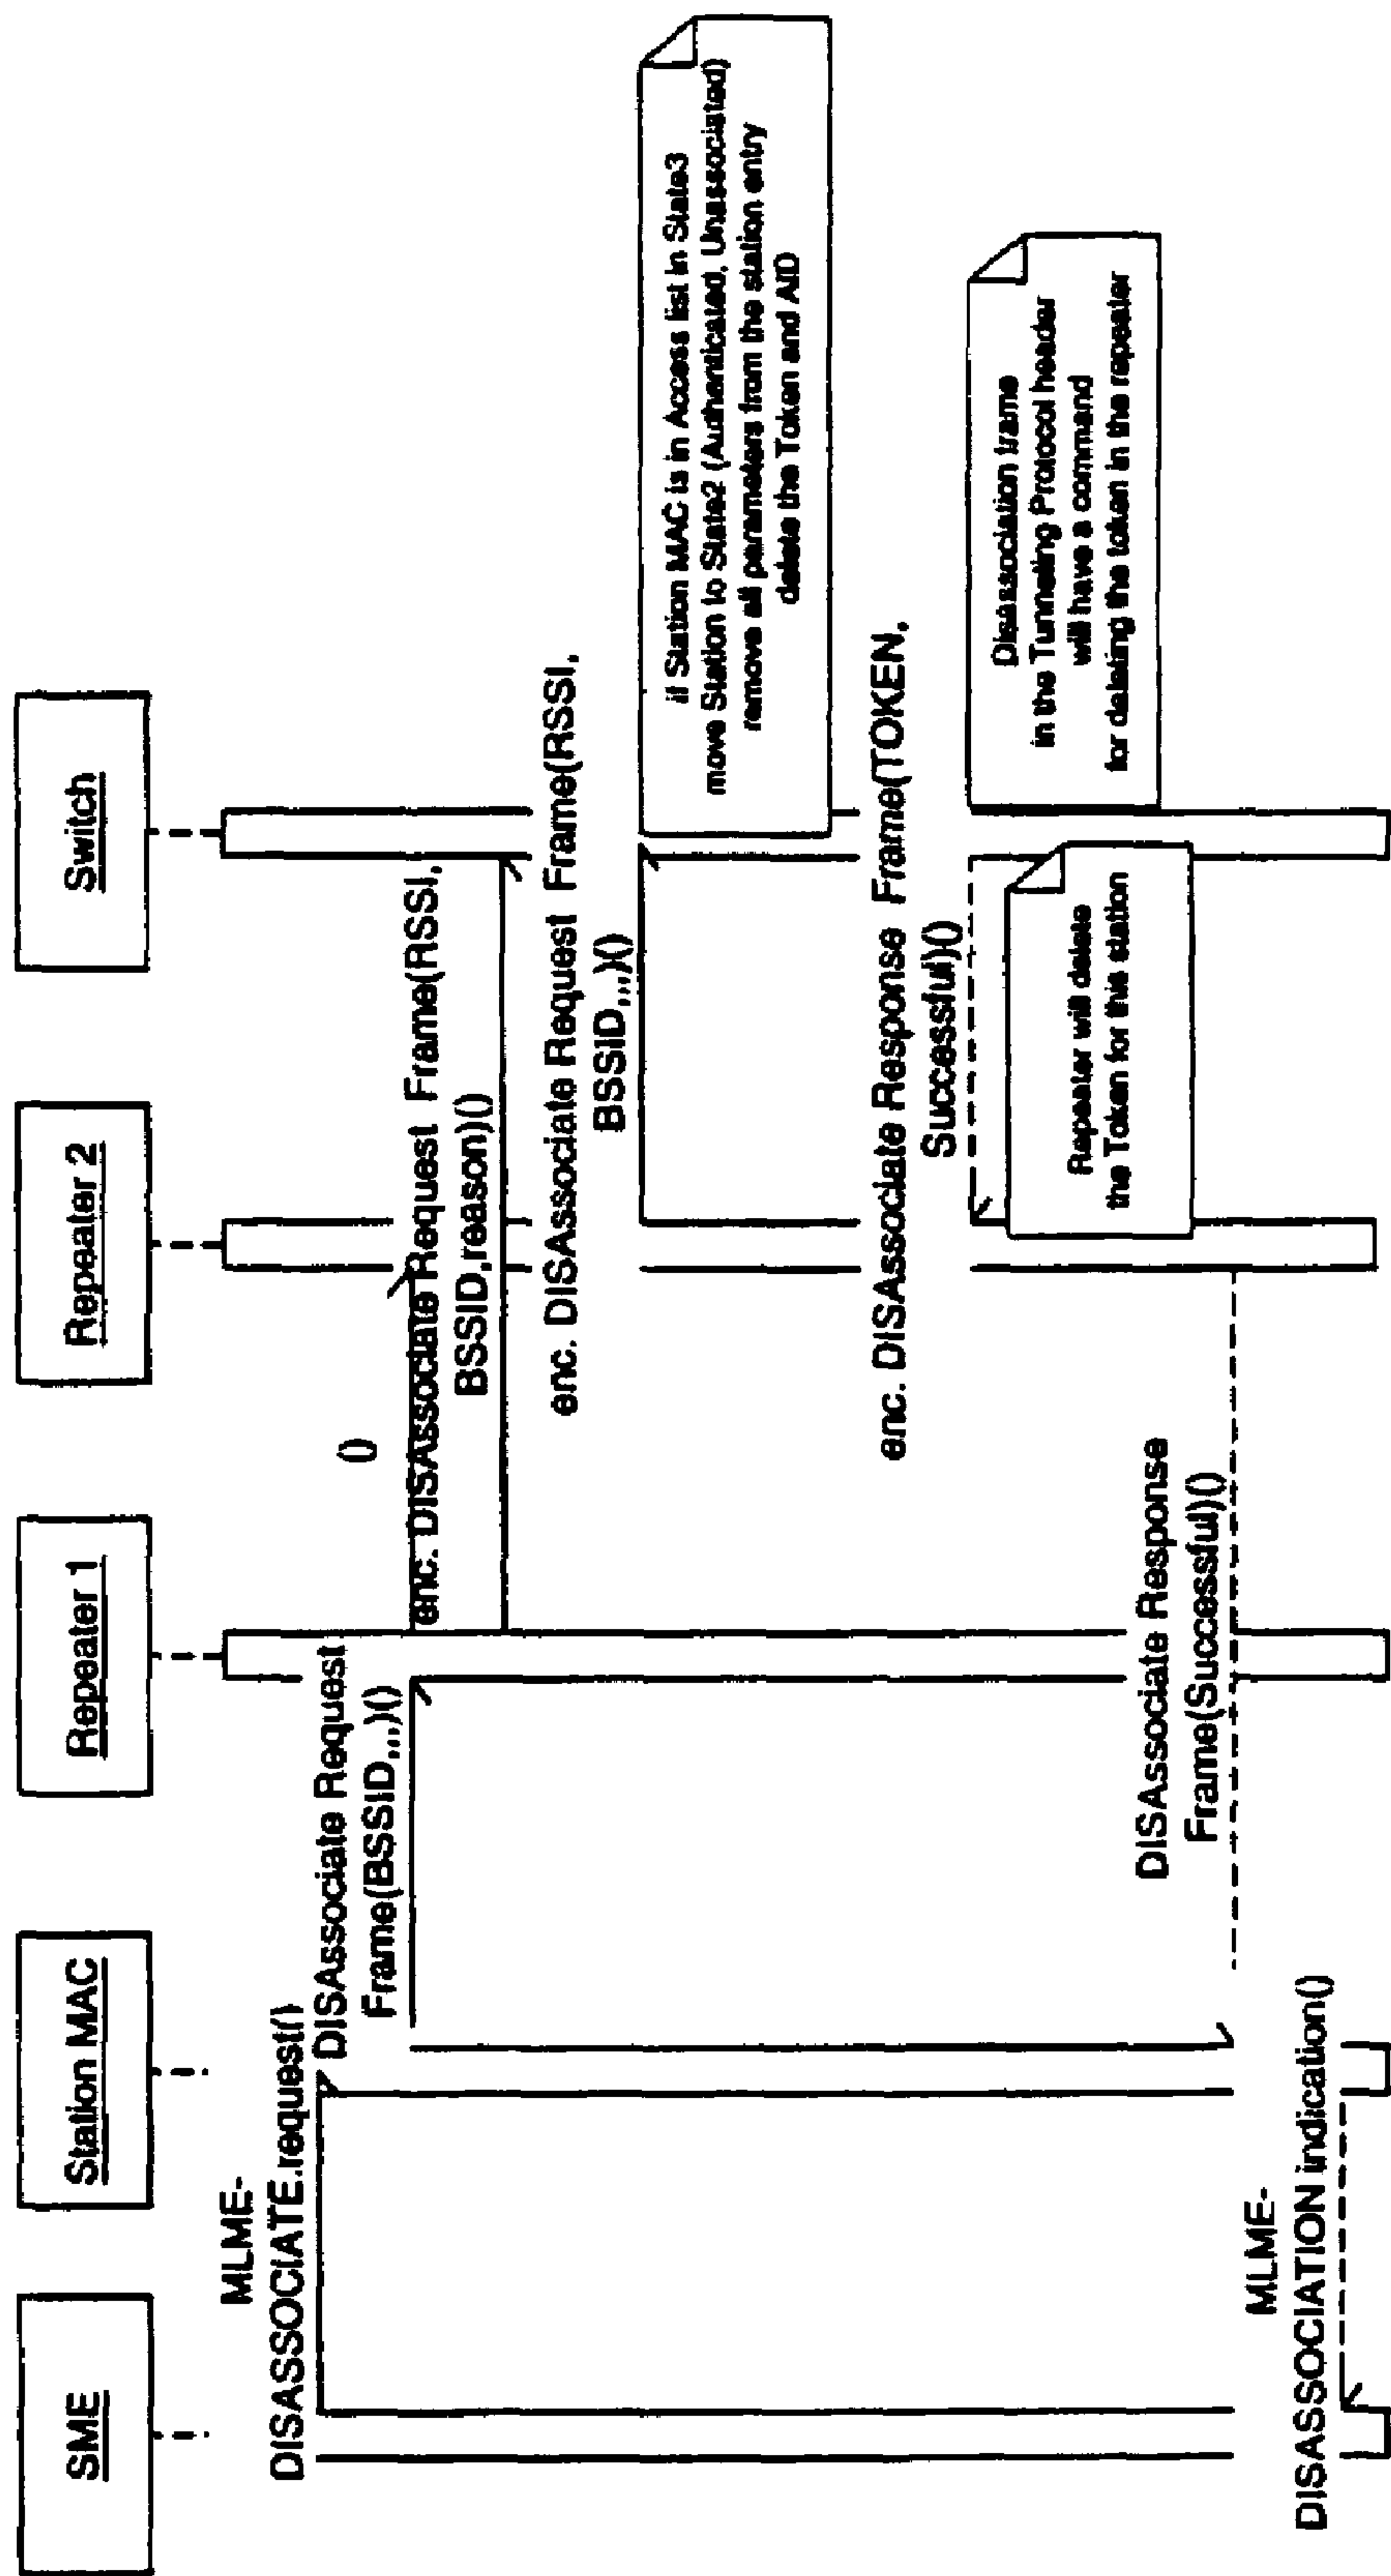 SME
Station MAC
Repeater 1
Repeater 2
Switch
MLME-
DISASSOCIATE.request()
DISAssociate Request
Frame(BSSID,,,)()
()
enc. DISAssociate Request Frame(RSSI,
BSSID,reason)()
enc. DISAssociate Request Frame(RSSI,
BSSID,,,)()
if Station MAC is in Access list in State3
move Station to State2 (Authenticated, Unassociated)
remove all parameters from the station entry
delete the Token and AID
enc. DISAssociate Response Frame(TOKEN,
Successful)()
Disassociation frame
in the Tunneling Protocol header
will have a command
for deleting the token in the repeater
Repeater will delete
the Token for this station
DISAssociate Response
Frame(Successful)()
MLME-
DISASSOCIATION indication()